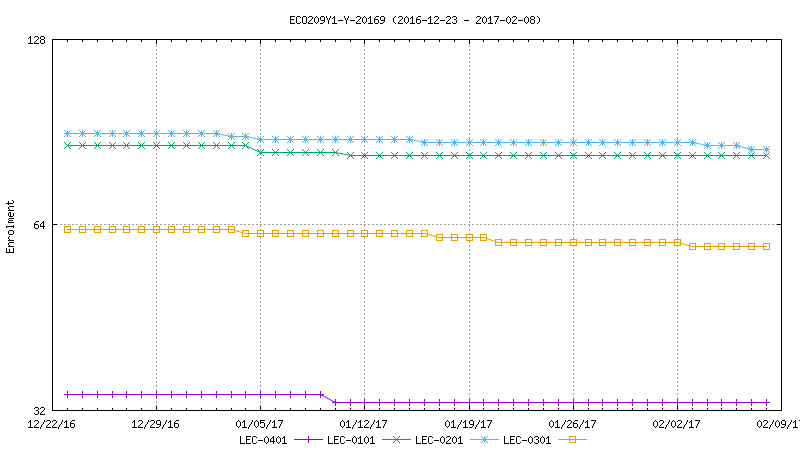 ECO209Y1-Y-20169 (2016-12-23 - 2017-02-08)
128
64
32
Enrolment
12/22/16 12/29/16 01/05/17 01/12/17 01/19/17 01/26/17 02/02/17 02/09/17
LEC-0401 LEC-0101 LEC-0201 LEC-0301